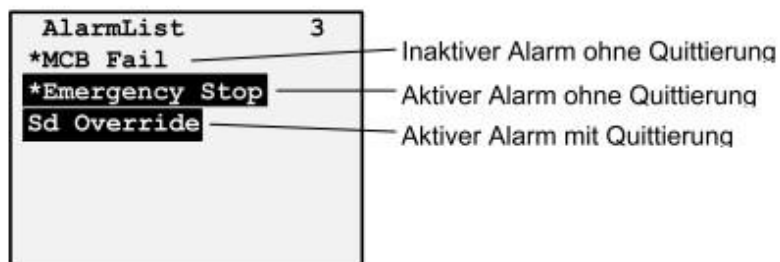 AlarmList 3
*MCB Fail
Inaktiver Alarm ohne Quittierung
*Emergency Stop
Aktiver Alarm ohne Quittierung
Sd Override
Aktiver Alarm mit Quittierung